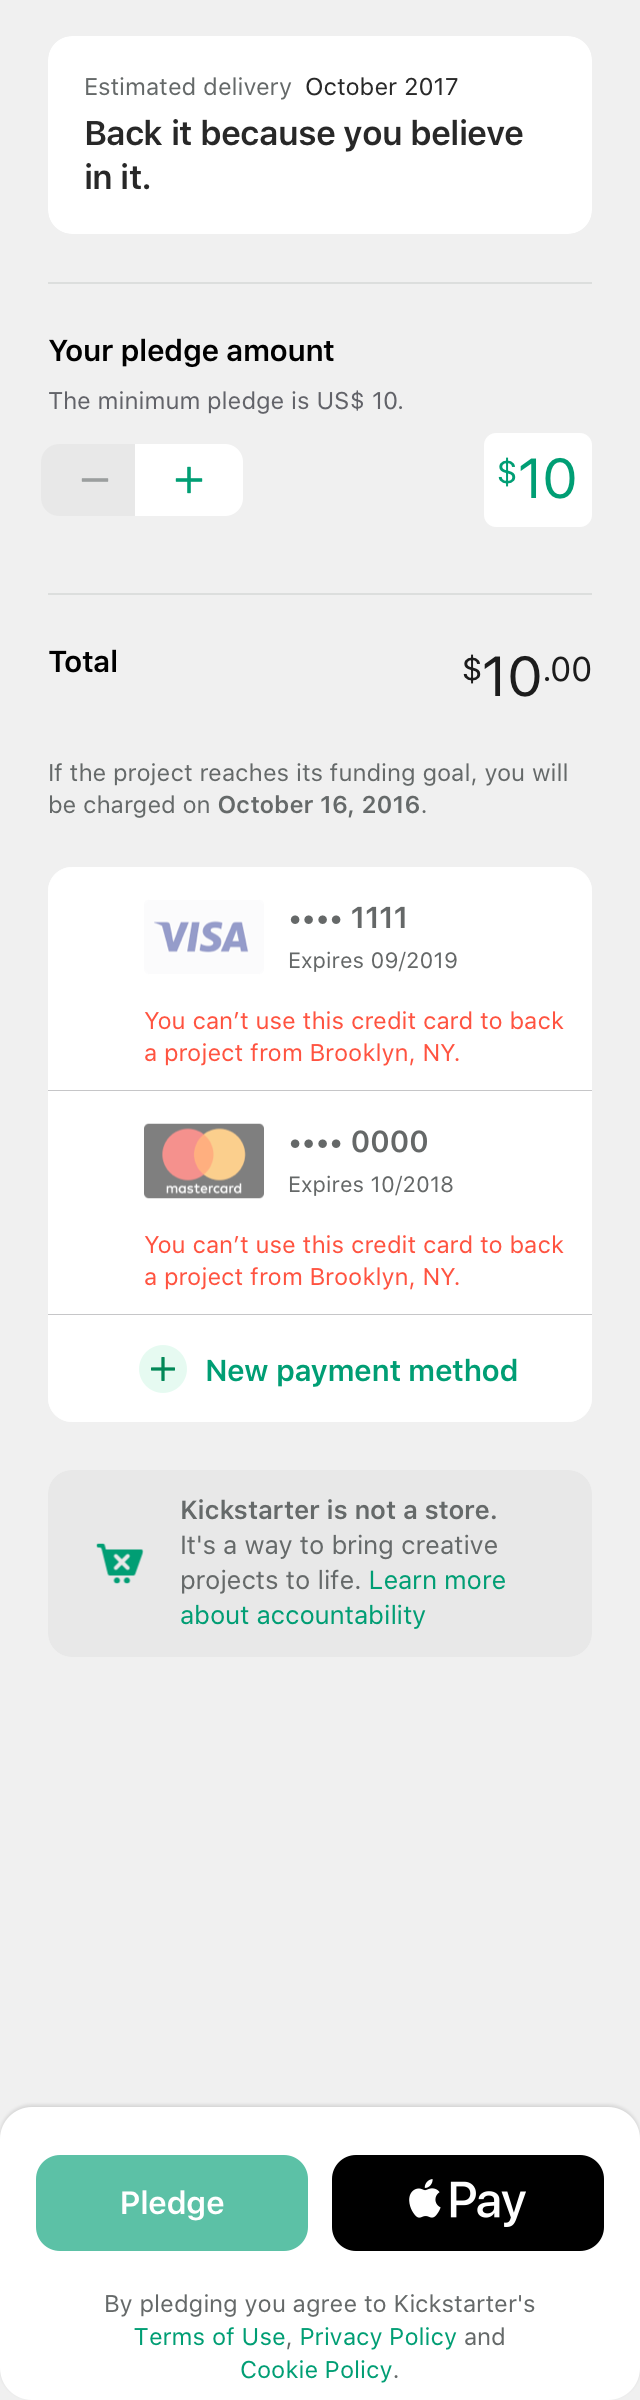 Estimated delivery October 2017
Back it because you believe
in it.
Your pledge amount
The minimum pledge is US$ 10.
− +
$10
Total
$10.00
If the project reaches its funding goal, you will
be charged on October 16, 2016.
VISA
•••• 1111
Expires 09/2019
You can’t use this credit card to back
a project from Brooklyn, NY.
mastercard
•••• 0000
Expires 10/2018
You can’t use this credit card to back
a project from Brooklyn, NY.
+ New payment method
Kickstarter is not a store.
It's a way to bring creative
projects to life. Learn more
about accountability
Pledge
Pay
By pledging you agree to Kickstarter's
Terms of Use, Privacy Policy and
Cookie Policy.